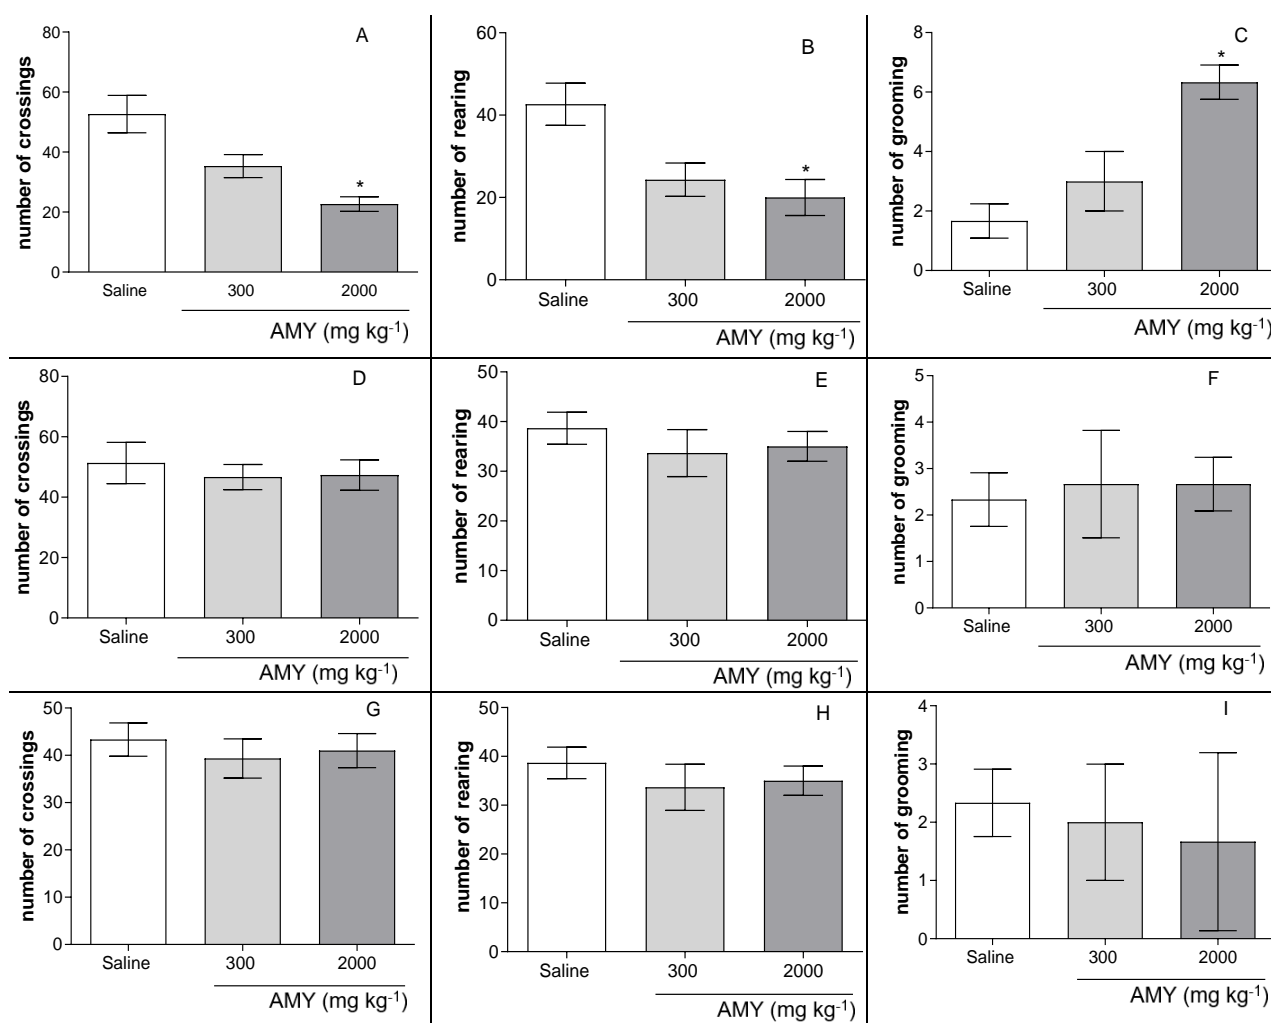 A
number of crossings
80
60
40
20
0
*
Saline 300 2000
AMY (mg kg-1)
B
number of rearing
60
40
20
0
*
Saline 300 2000
AMY (mg kg-1)
C
number of grooming
8
6
4
2
0
*
Saline 300 2000
AMY (mg kg-1)
D
number of crossings
80
60
40
20
0
Saline 300 2000
AMY (mg kg-1)
E
number of rearing
50
40
30
20
10
0
Saline 300 2000
AMY (mg kg-1)
F
number of grooming
5
4
3
2
1
0
Saline 300 2000
AMY (mg kg-1)
G
number of crossings
50
40
30
20
10
0
Saline 300 2000
AMY (mg kg-1)
H
number of rearing
50
40
30
20
10
0
Saline 300 2000
AMY (mg kg-1)
I
number of grooming
4
3
2
1
0
Saline 300 2000
AMY (mg kg-1)